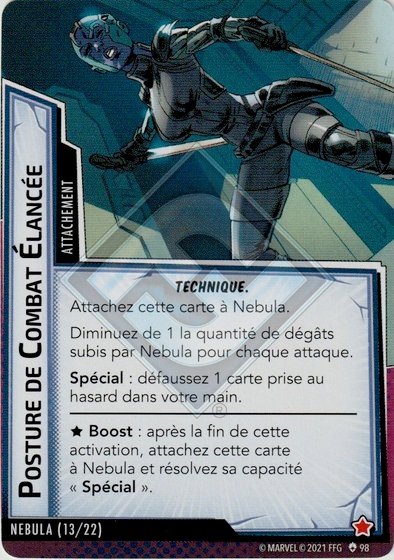 POSTURE DE COMBAT ÉLANCÉE
ATTACHEMENT
TECHNIQUE.
Attachez cette carte à Nebula.
Diminuez de 1 la quantité de dégâts
subis par Nebula pour chaque attaque.
Spécial : défaussez 1 carte prise au
hasard dans votre main.
★ Boost : après la fin de cette
activation, attachez cette carte
à Nebula et résolvez sa capacité
« Spécial ».
NEBULA (13/22)
© MARVEL © 2021 FFG 98